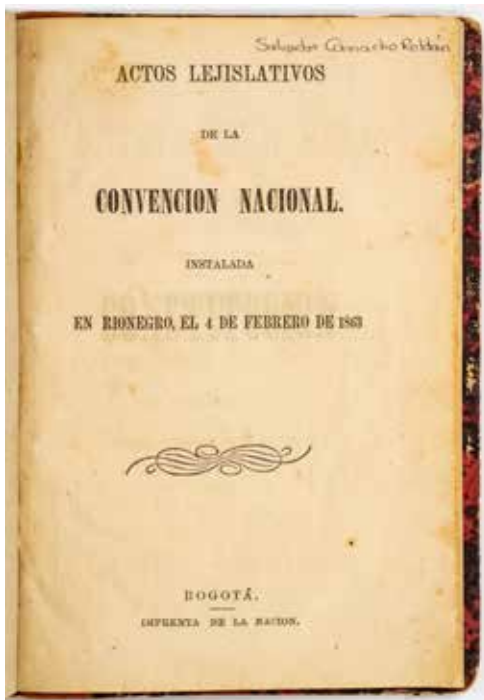 Salvador Camacho Roldán
ACTOS LEJISLATIVOS
DE LA
CONVENCION NACIONAL.
INSTALADA
EN RIONEGRO, EL 4 DE FEBRERO DE 1863
BOGOTÁ.
IMPRENTA DE LA NACION.